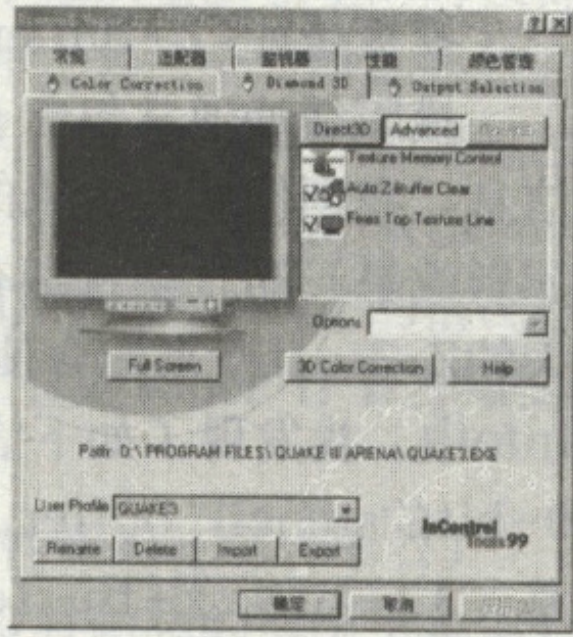 常规 适配器 监视器 性能 颜色管理
Color Correction Diamond 3D Output Selection
Direct3D Advanced
Texture Memory Control
Auto Z Buffer Clear
Fixes Top Texture Line
Options
Full Screen 3D Color Correction Help
Path: D:\PROGRAM FILES\QUAKE III ARENA\QUAKE3.EXE
User Profile QUAKE3
InControl
Tools 99
Rename Delete Import Export
确定 取消